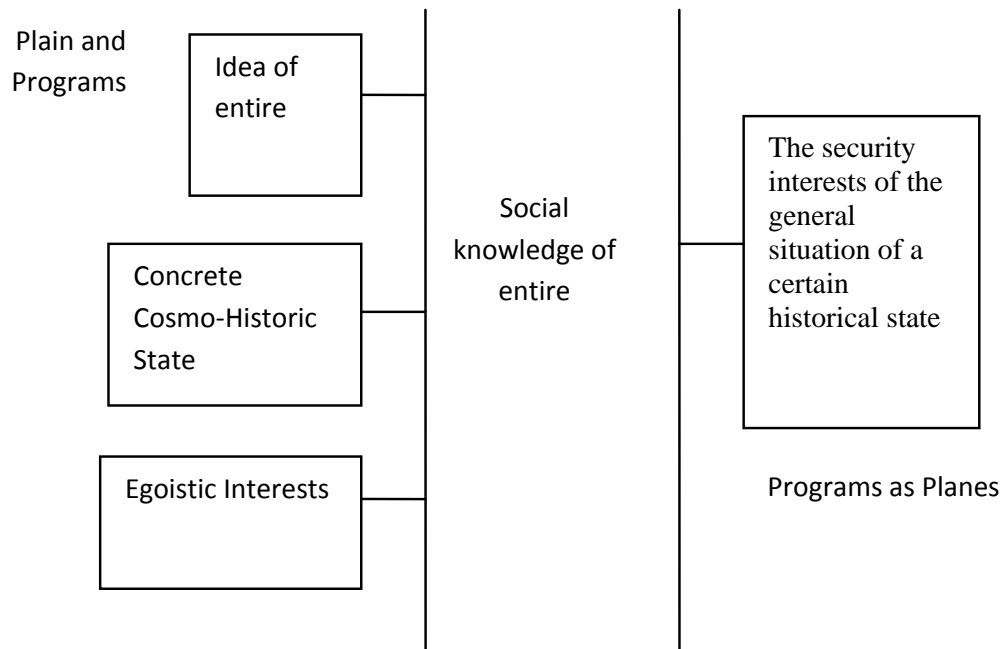 Plain and
Programs
Idea of
entire
Concrete
Cosmo-Historic
State
Egoistic Interests
Social
knowledge of
entire
The security
interests of the
general
situation of a
certain
historical state
Programs as Planes